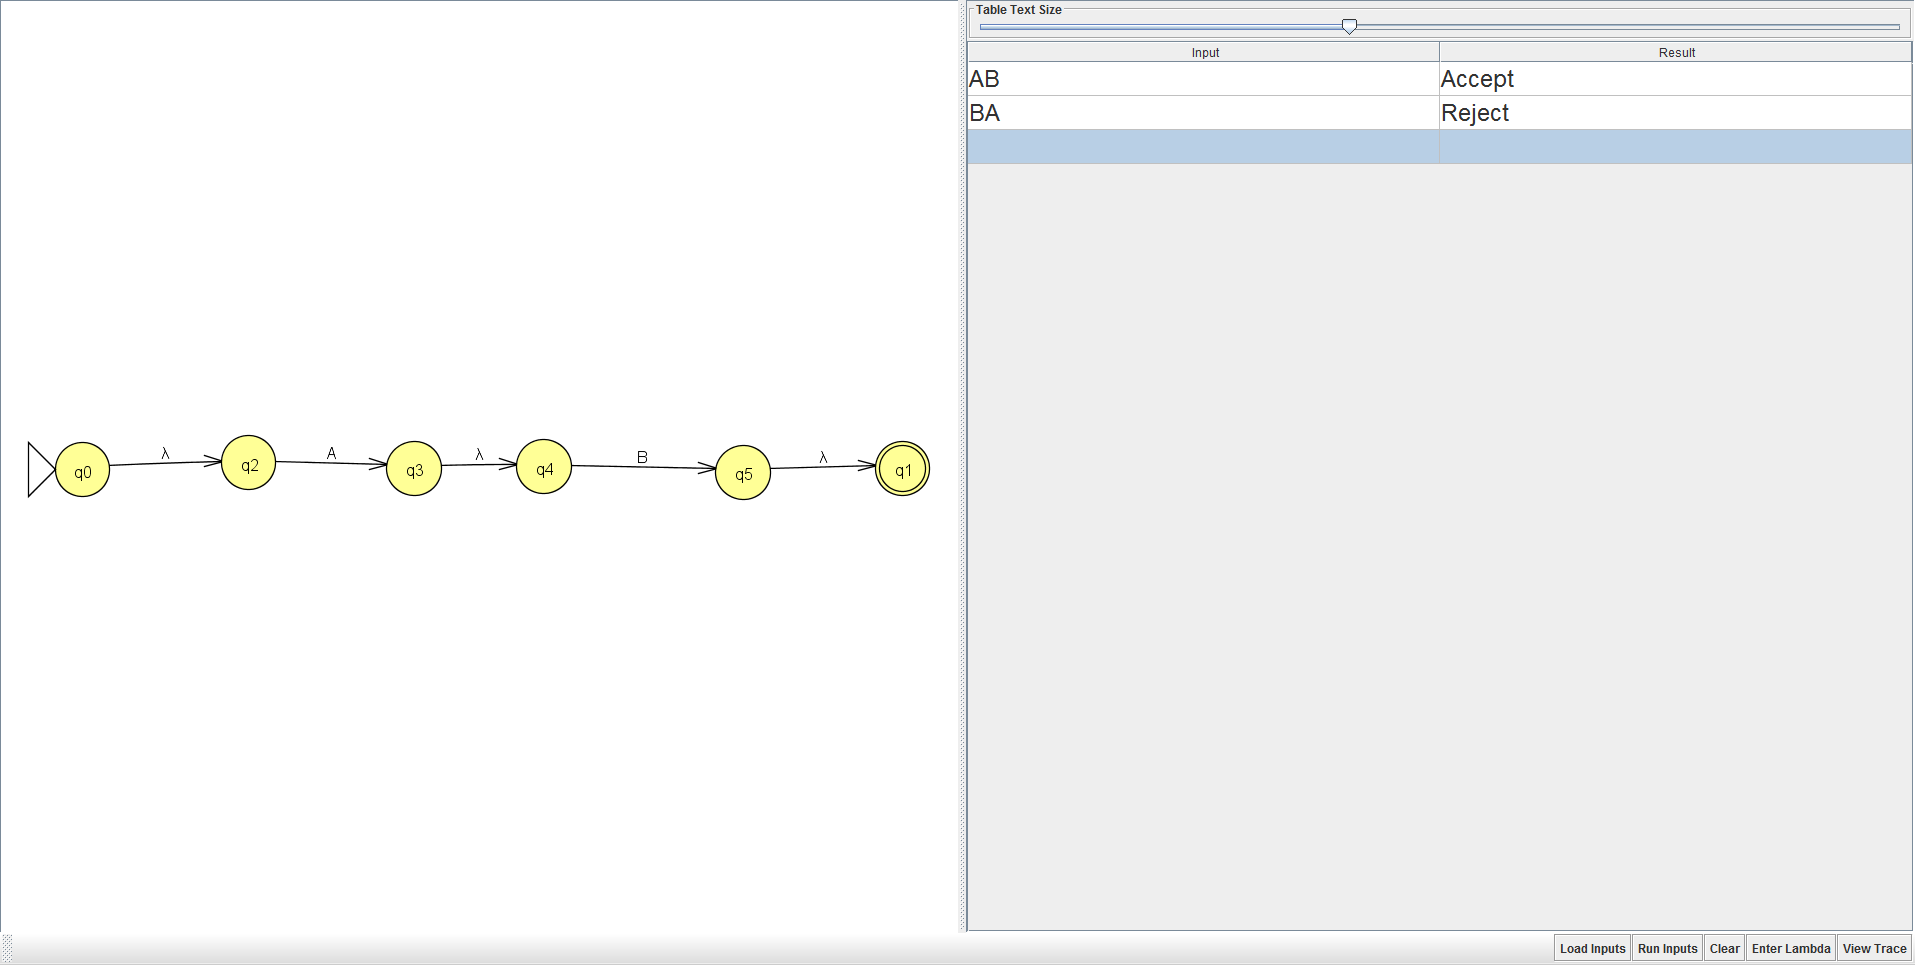 Table Text Size
Input Result
AB Accept
BA Reject
λ A λ B λ
q0 q2 q3 q4 q5 q1
Load Inputs Run Inputs Clear Enter Lambda View Trace